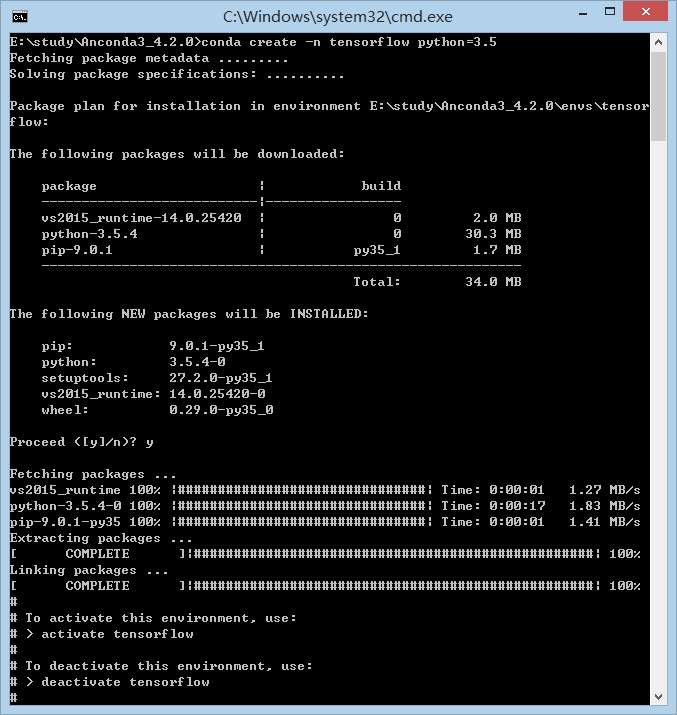 C:\Windows\system32\cmd.exe
E:\study\Anconda3_4.2.0>conda create -n tensorflow python=3.5
Fetching package metadata .........
Solving package specifications: ..........
Package plan for installation in environment E:\study\Anconda3_4.2.0\envs\tensor
flow:
The following packages will be downloaded:
    package                    |            build
    ---------------------------|-----------------
    vs2015_runtime-14.0.25420  |                0         2.0 MB
    python-3.5.4               |                0        30.3 MB
    pip-9.0.1                  |           py35_1         1.7 MB
    ------------------------------------------------------------
                                           Total:        34.0 MB
The following NEW packages will be INSTALLED:
    pip:            9.0.1-py35_1
    python:         3.5.4-0
    setuptools:     27.2.0-py35_1
    vs2015_runtime: 14.0.25420-0
    wheel:          0.29.0-py35_0
Proceed ([y]/n)? y
Fetching packages ...
vs2015_runtime 100% |###############################| Time: 0:00:01   1.27 MB/s
python-3.5.4-0 100% |###############################| Time: 0:00:17   1.83 MB/s
pip-9.0.1-py35 100% |###############################| Time: 0:00:01   1.41 MB/s
Extracting packages ...
[      COMPLETE      ]|##################################################| 100%
Linking packages ...
[      COMPLETE      ]|##################################################| 100%
#
# To activate this environment, use:
# > activate tensorflow
#
# To deactivate this environment, use:
# > deactivate tensorflow
#